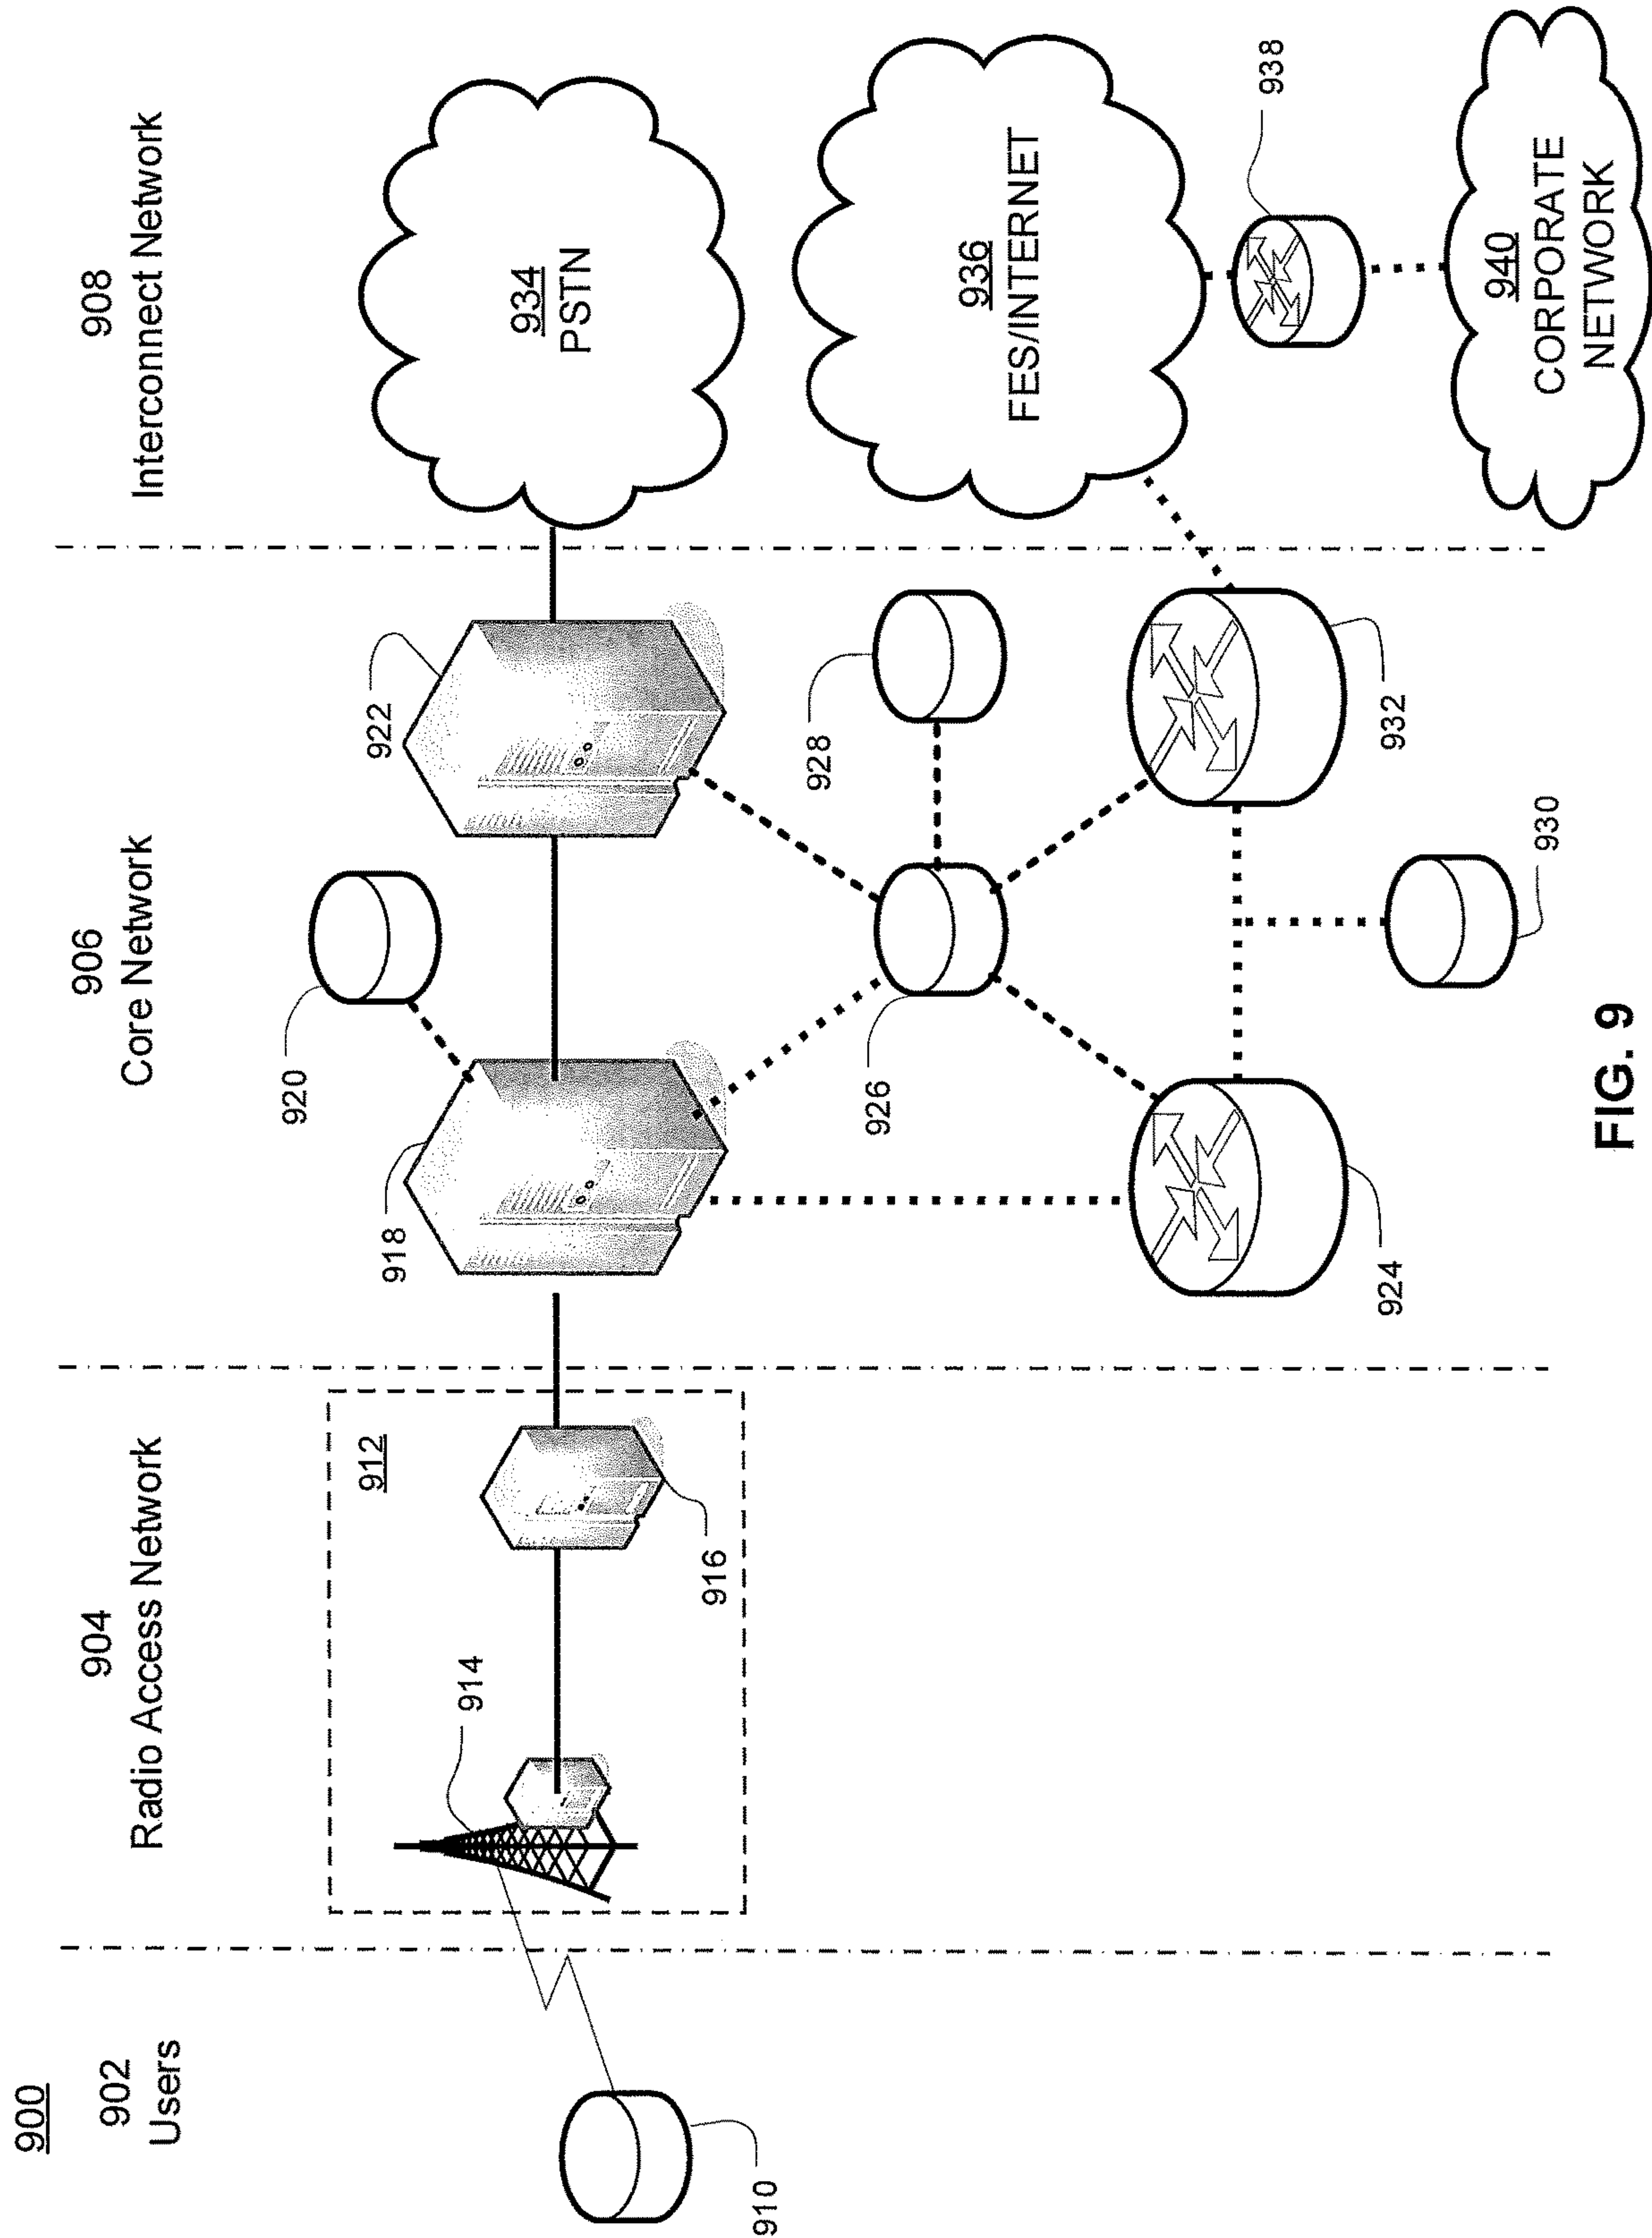 900
902
Users
904
Radio Access Network
906
Core Network
908
Interconnect Network
910
912
914
916
918
920
922
924
926
928
930
932
934
PSTN
936
FES/INTERNET
938
940
CORPORATE
NETWORK
FIG. 9